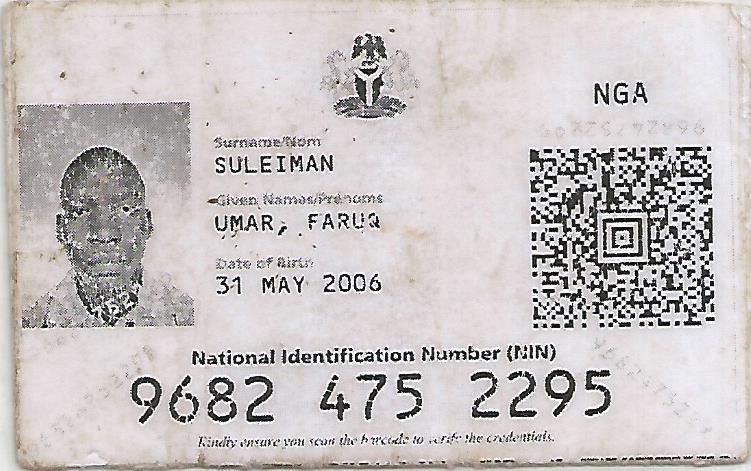 NGA
Surname/Nom
SULEIMAN
Given Names/Prénoms
UMAR, FARUQ
Date of Birth
31 MAY 2006
National Identification Number (NIN)
9682 475 2295
Kindly ensure you scan the barcode to verify the credentials.